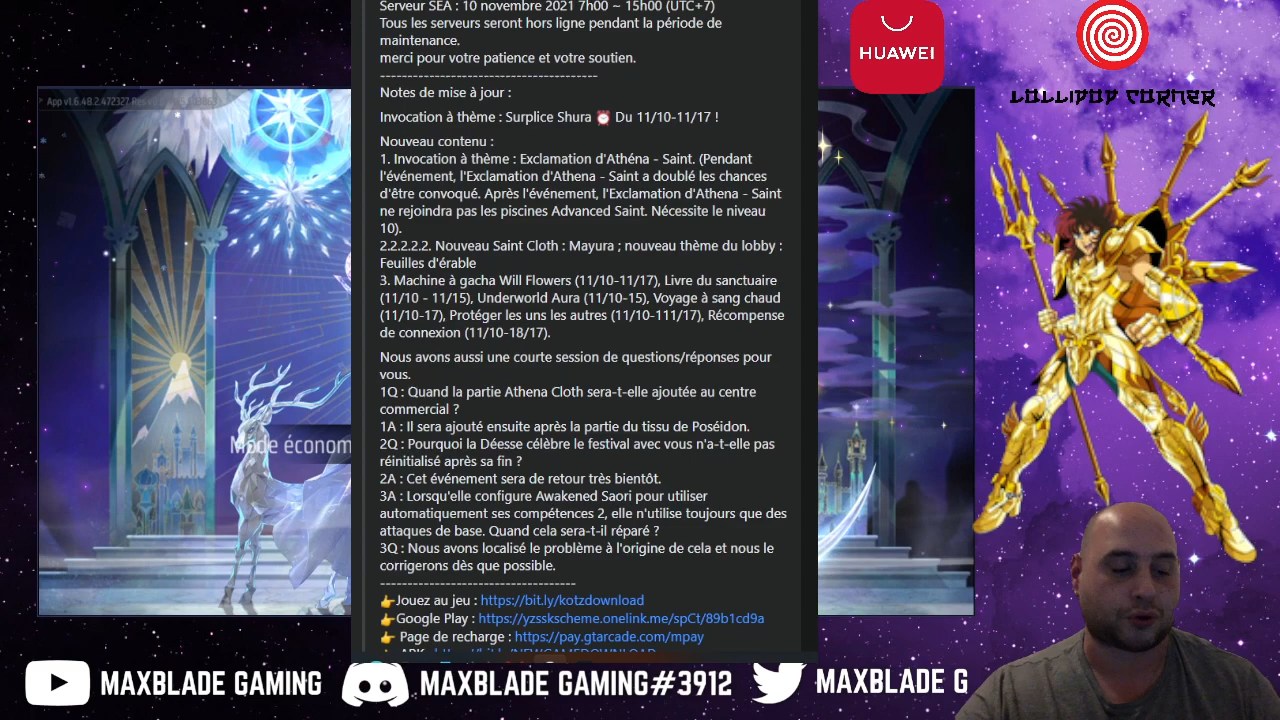 Serveur SEA : 10 novembre 2021 7h00 ~ 15h00 (UTC+7)
Tous les serveurs seront hors ligne pendant la période de
maintenance.
merci pour votre patience et votre soutien.
----------------------------------------
Notes de mise à jour :
Invocation à thème : Surplice Shura ⏰ Du 11/10-11/17 !
Nouveau contenu :
1. Invocation à thème : Exclamation d'Athéna - Saint. (Pendant
l'événement, l'Exclamation d'Athena - Saint a doublé les chances
d'être convoqué. Après l'événement, l'Exclamation d'Athena - Saint
ne rejoindra pas les piscines Advanced Saint. Nécessite le niveau
10).
2.2.2.2.2. Nouveau Saint Cloth : Mayura ; nouveau thème du lobby :
Feuilles d'érable
3. Machine à gacha Will Flowers (11/10-11/17), Livre du sanctuaire
(11/10 - 11/15), Underworld Aura (11/10-15), Voyage à sang chaud
(11/10-17), Protéger les uns les autres (11/10-111/17), Récompense
de connexion (11/10-18/17).
Nous avons aussi une courte session de questions/réponses pour
vous.
1Q : Quand la partie Athena Cloth sera-t-elle ajoutée au centre
commercial ?
1A : Il sera ajouté ensuite après la partie du tissu de Poséidon.
2Q : Pourquoi la Déesse célèbre le festival avec vous n'a-t-elle pas
réinitialisé après sa fin ?
2A : Cet événement sera de retour très bientôt.
3A : Lorsqu'elle configure Awakened Saori pour utiliser
automatiquement ses compétences 2, elle n'utilise toujours que des
attaques de base. Quand cela sera-t-il réparé ?
3Q : Nous avons localisé le problème à l'origine de cela et nous le
corrigerons dès que possible.
------------------------------------
👉Jouez au jeu : https://bit.ly/kotzdownload
👉Google Play : https://yzsskscheme.onelink.me/spCt/89b1cd9a
👉 Page de recharge : https://pay.gtarcade.com/mpay
App v1.6.48.2.472327
Mode économ
HUAWEI
LOLLIPOP CORNER
MAXBLADE GAMING
MAXBLADE GAMING#3912
MAXBLADE G